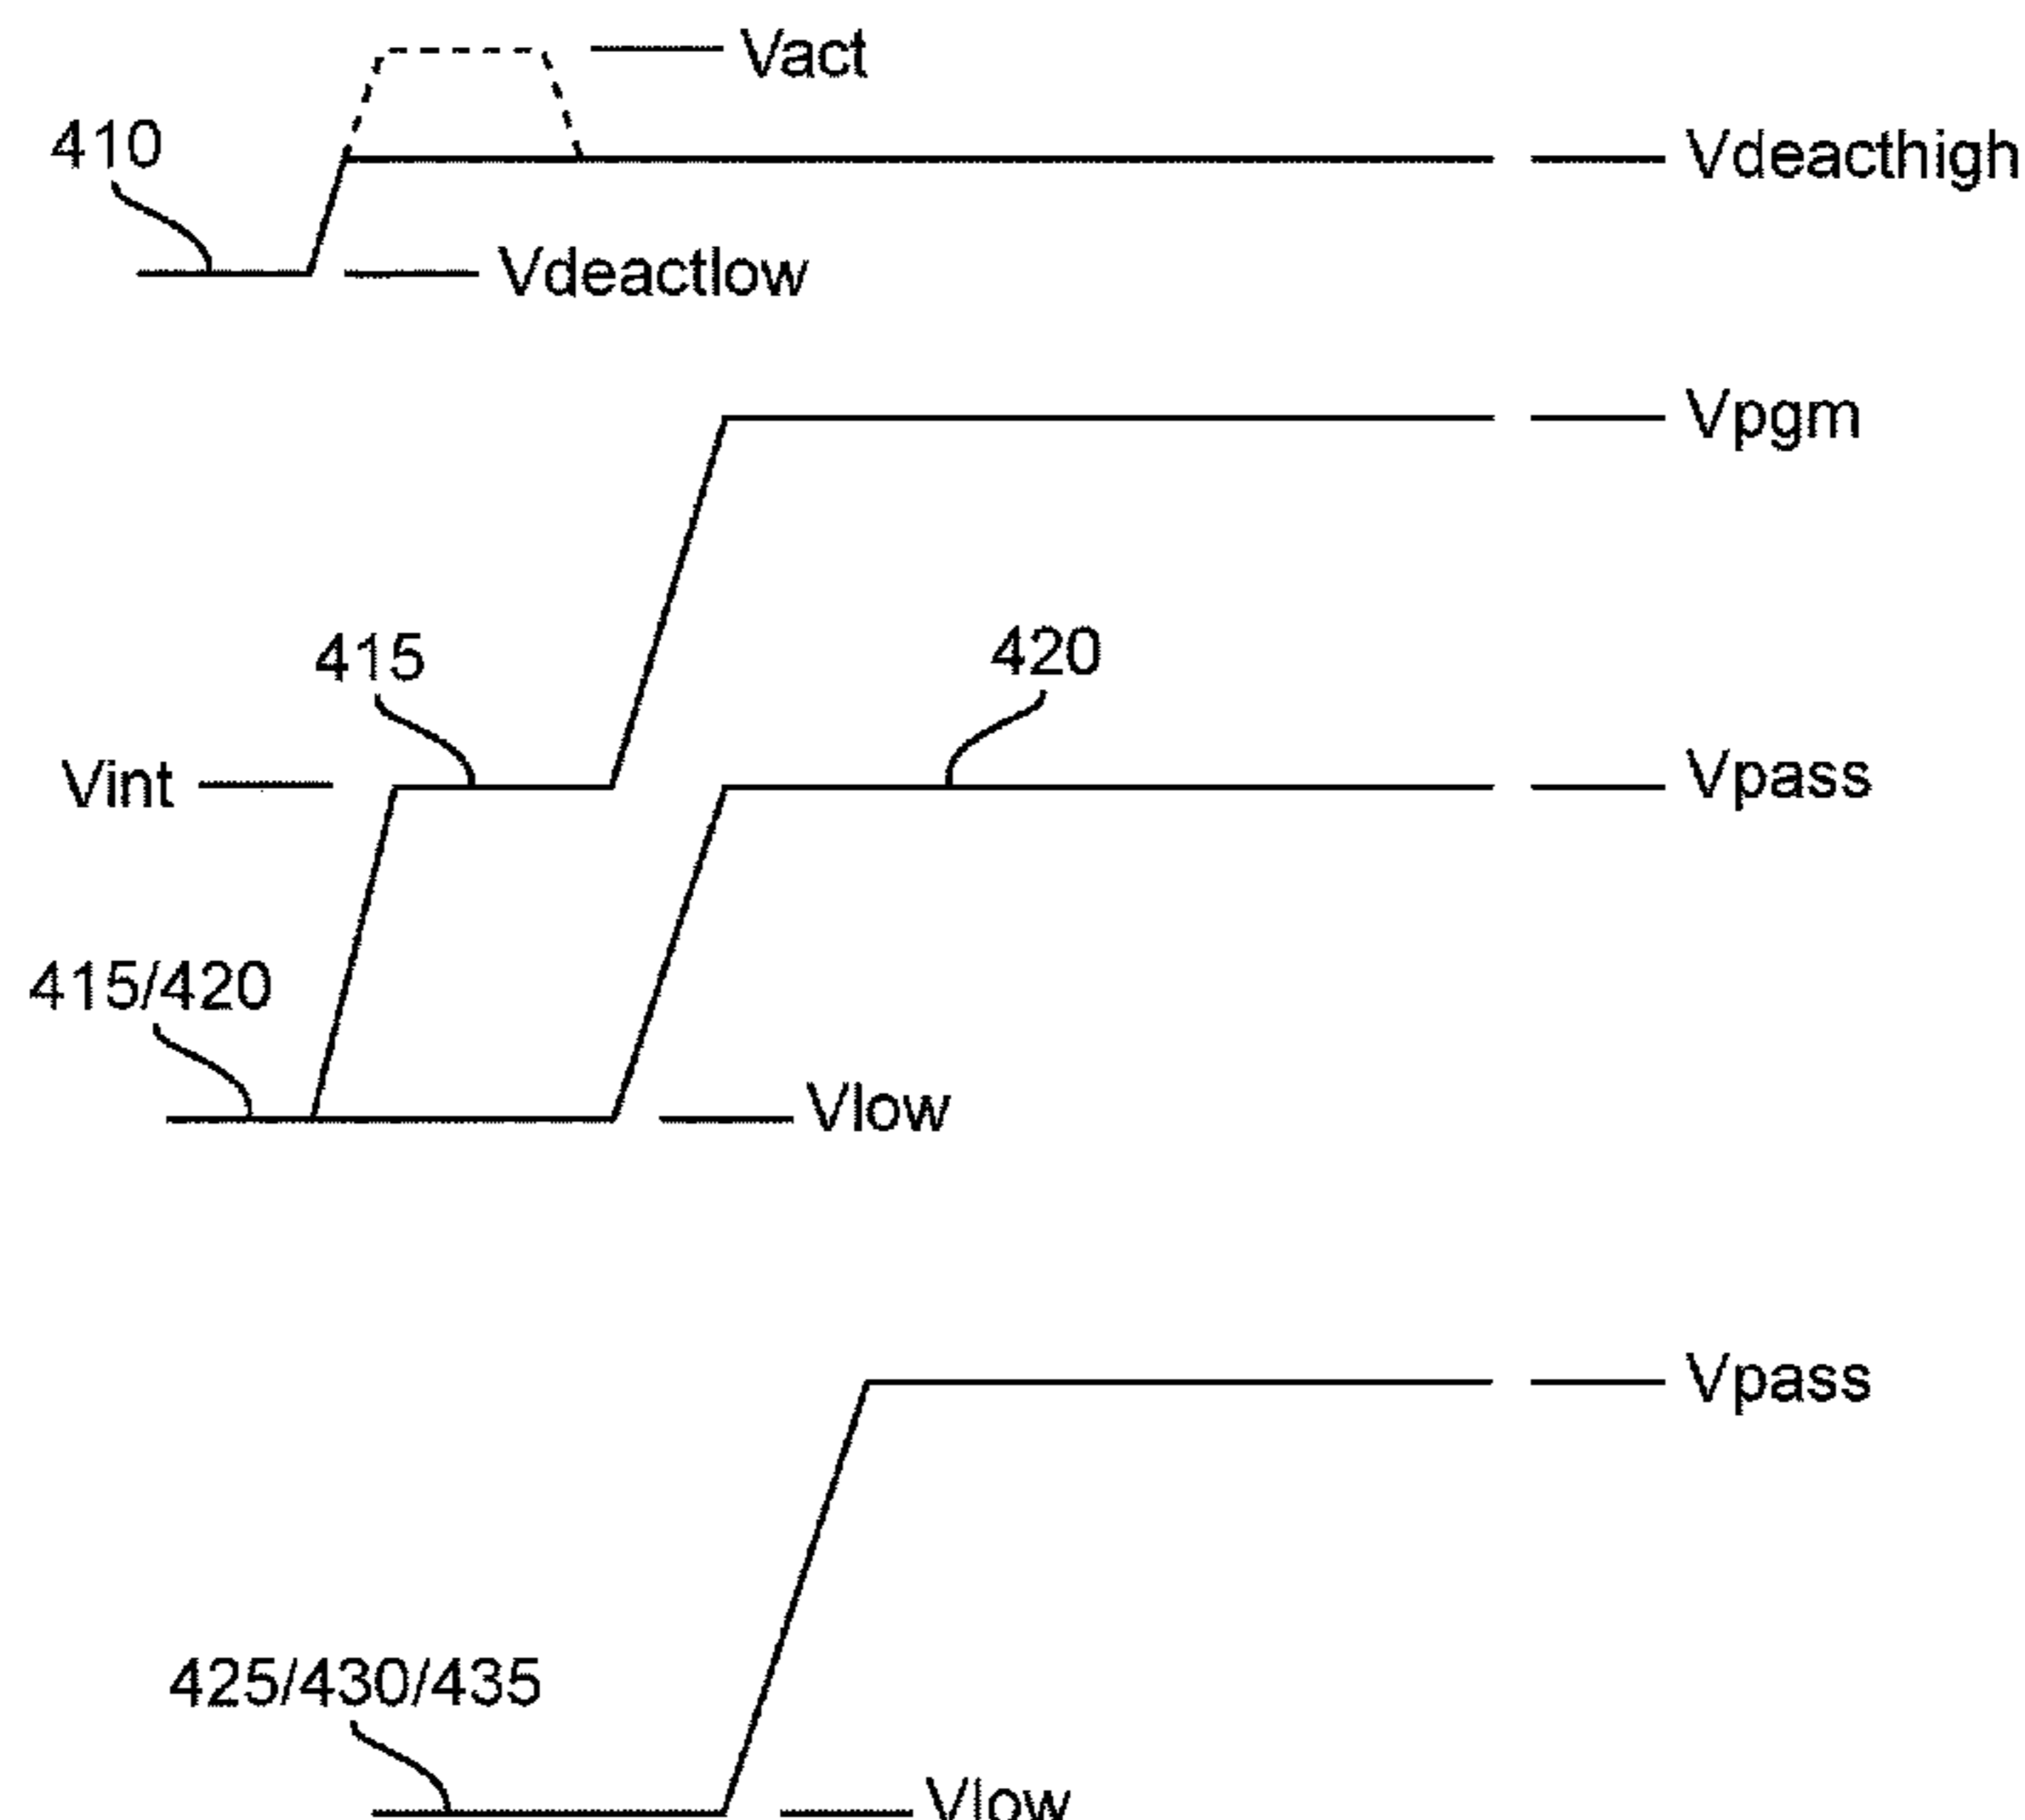 Vact
410
Vdeacthigh
Vdeactlow
Vpgm
415
420
Vint
Vpass
415/420
Vlow
Vpass
425/430/435
Vlow